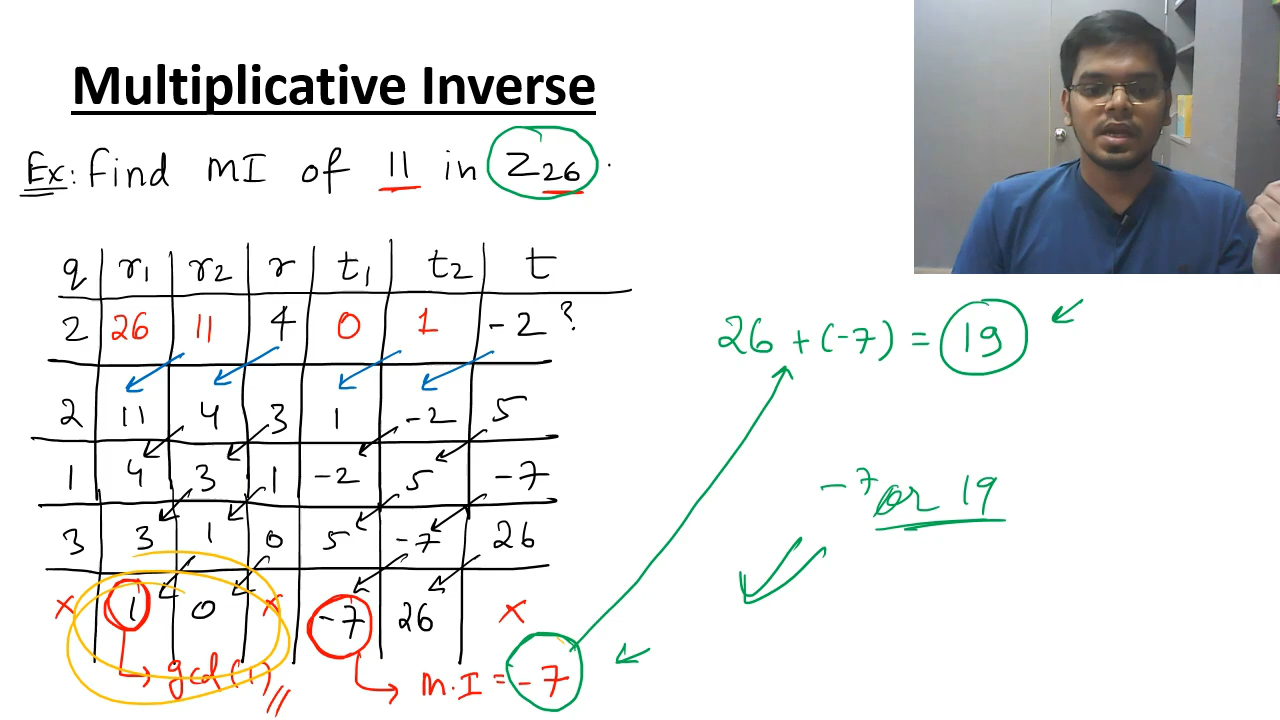 Multiplicative Inverse
Ex: Find MI of 11 in Z26.
q r1 r2 r t1 t2 t
2 26 11 4 0 1 -2 ?
26 + (-7) = 19
2 11 4 3 1 -2 5
1 4 3 1 -2 5 -7
-7 or 19
3 3 1 0 5 -7 26
x 1 0 x -7 26 x
gcd(1)
M.I = -7